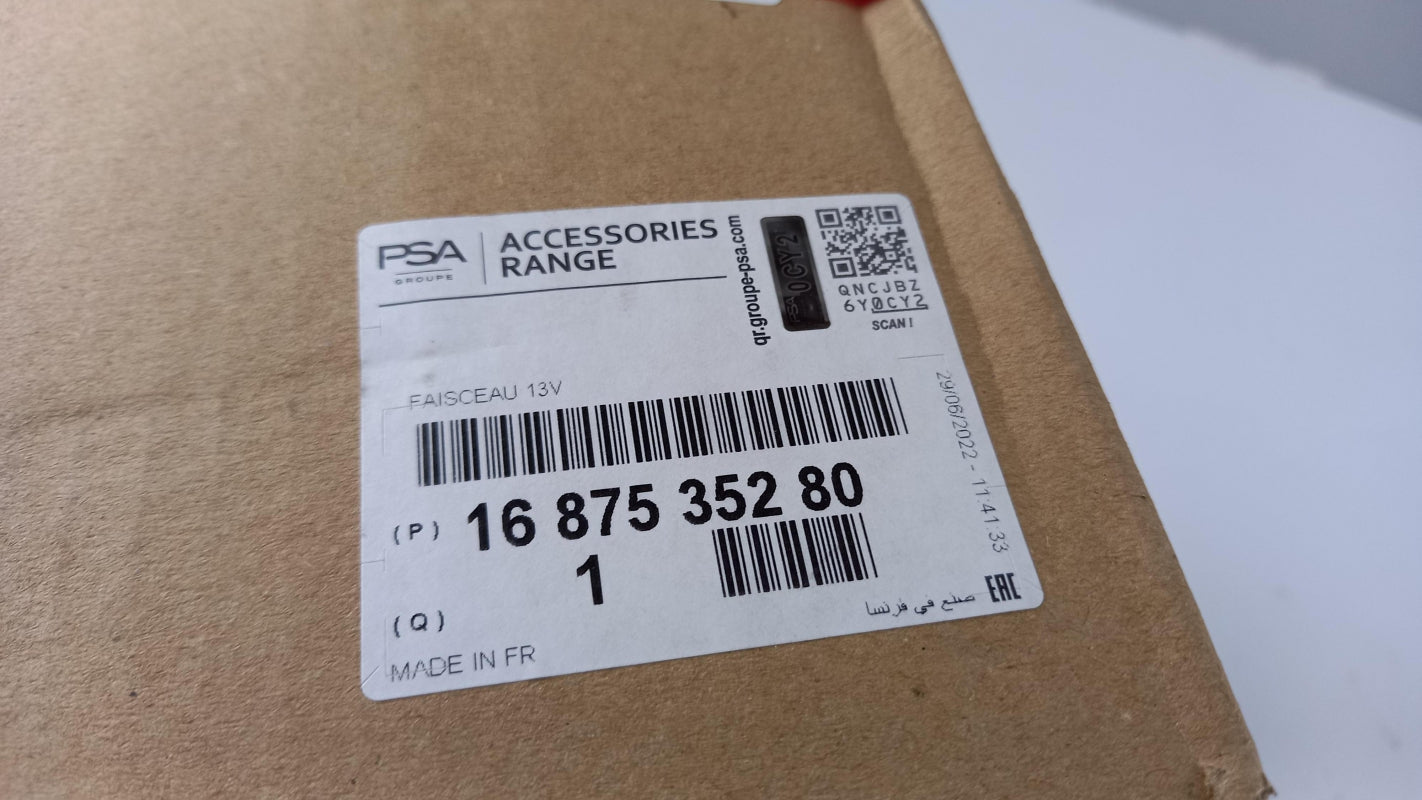 PSA
GROUPE
ACCESSORIES
RANGE
qr.groupe-psa.com
PSA 0CY2
QNCJBZ
6Y0CY2
SCAN!
FAISCEAU 13V
29/06/2022 - 11:41:33
(P) 16 875 352 80
(Q) 1
MADE IN FR
صنع في فرنسا
EAC